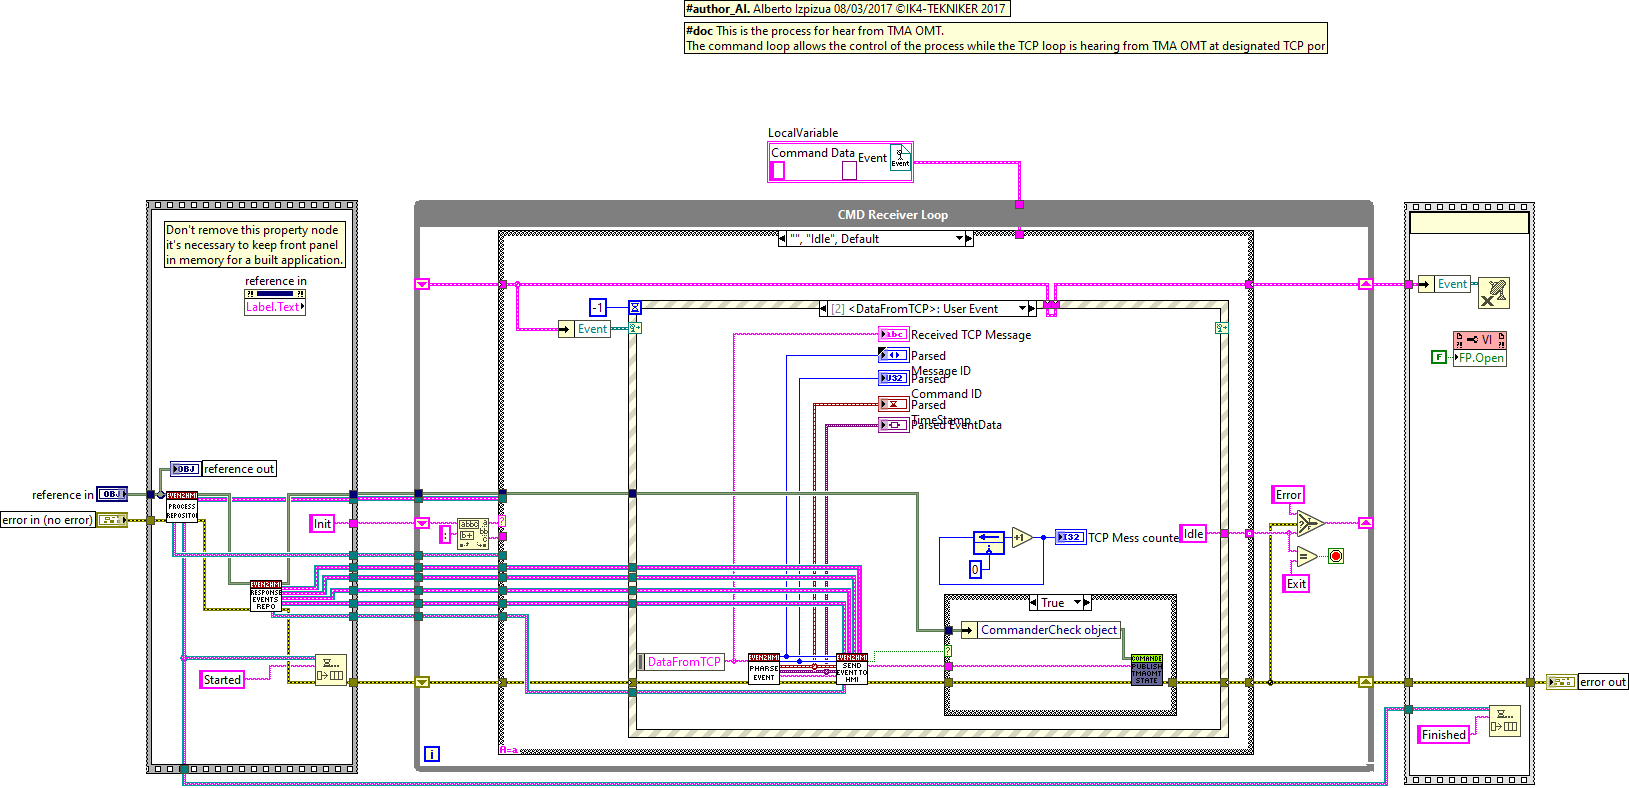 #author_AI. Alberto Izpizua 08/03/2017 ©IK4-TEKNIKER 2017
#doc This is the process for hear from TMA OMT.
The command loop allows the control of the process while the TCP loop is hearing from TMA OMT at designated TCP por
LocalVariable
Command Data
Event
Event
CMD Receiver Loop
Don't remove this property node
it's necessary to keep front panel
in memory for a built application.
reference in
Label.Text
"", "Idle", Default
-1
Event
[2] <DataFromTCP>: User Event
abc
Received TCP Message
Parsed
Message ID
U32
Parsed
Command ID
Parsed
TimeStamp
Parsed EventData
Event
VI
F
FP.Open
OBJ
reference out
reference in
OBJ
error in (no error)
EVEN2HMI
PROCESS
REPOSITO
Init
:
EVEN2HMI
RESPONSE
EVENTS
REPO
Started
DataFromTCP
EVEN2HMI
PHARSE
EVENT
EVEN2HMI
SEND
EVENT TO
HMI
0
+1
I32
TCP Mess counte
Idle
Error
Exit
True
CommanderCheck object
COMANDE
PUBLISH
TMAOMT
STATE
error out
Finished
i
A=a